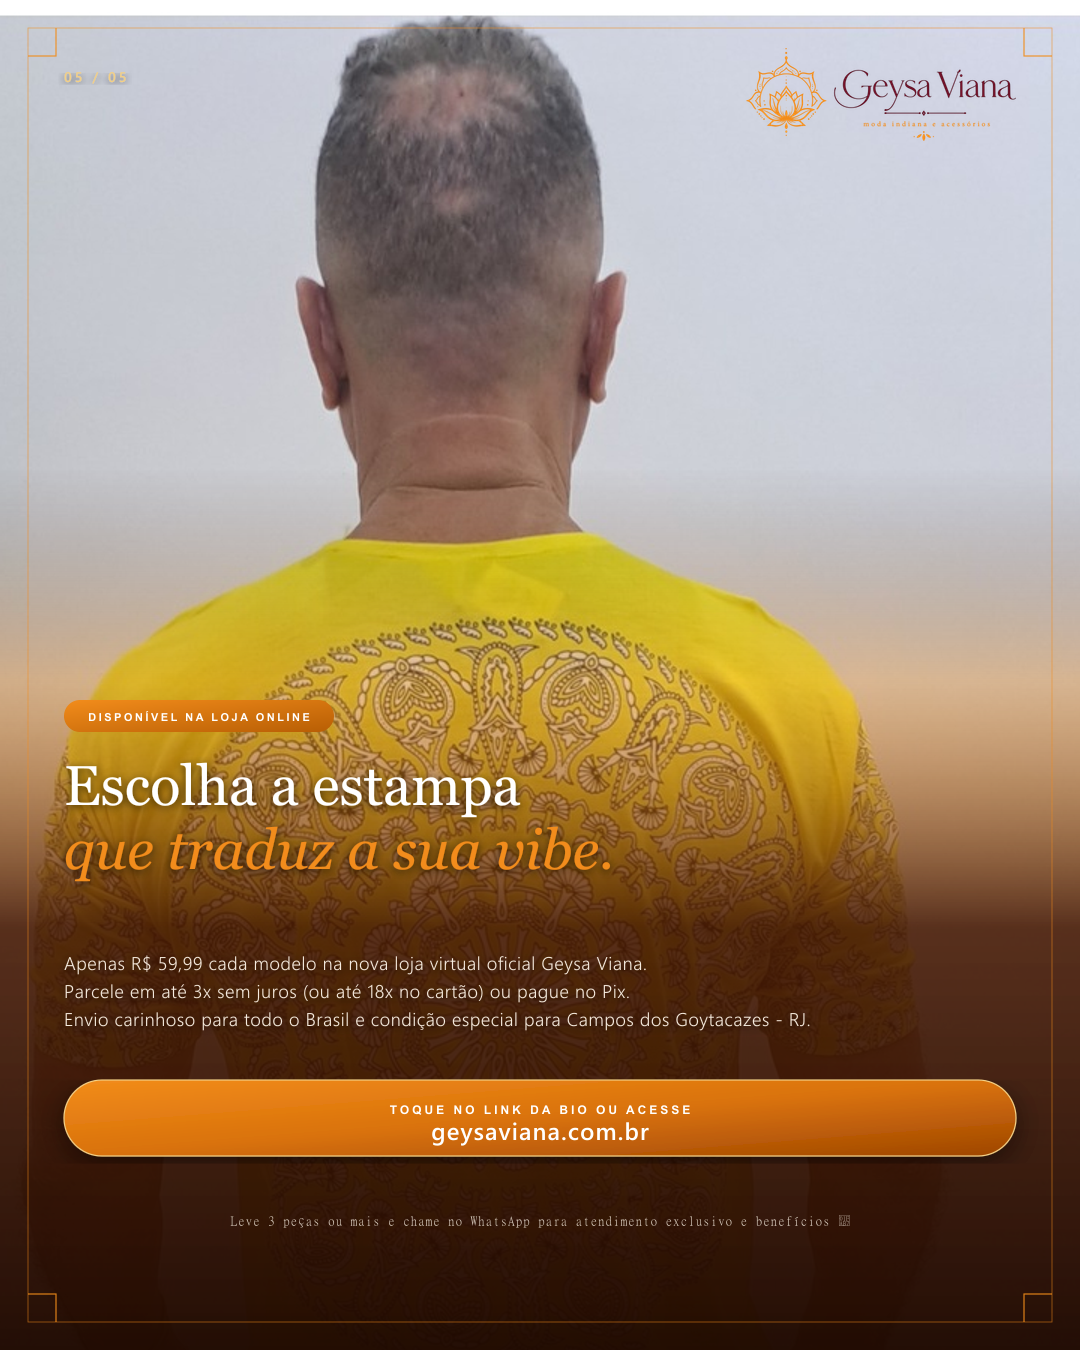 05 / 05
Geysa Viana
moda indiana e acessórios
DISPONÍVEL NA LOJA ONLINE
Escolha a estampa
que traduz a sua vibe.
Apenas R$ 59,99 cada modelo na nova loja virtual oficial Geysa Viana.
Parcele em até 3x sem juros (ou até 18x no cartão) ou pague no Pix.
Envio carinhoso para todo o Brasil e condição especial para Campos dos Goytacazes - RJ.
TOQUE NO LINK DA BIO OU ACESSE
geysaviana.com.br
Leve 3 peças ou mais e chame no WhatsApp para atendimento exclusivo e benefícios